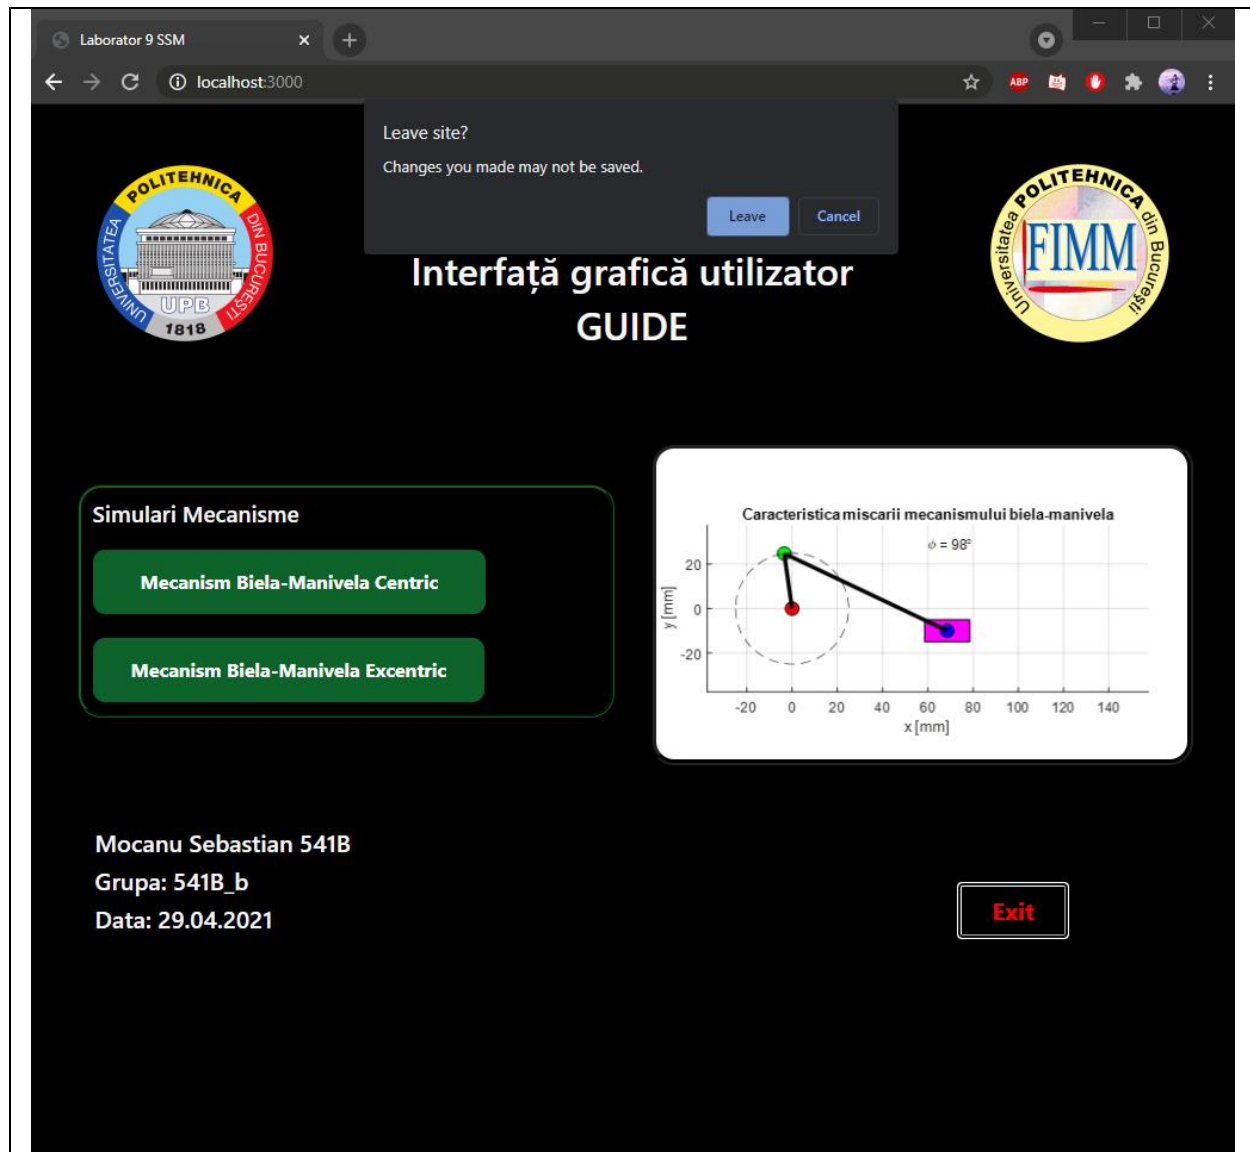 Laborator 9 SSM
localhost:3000
ABP
Leave site?
Changes you made may not be saved.
Leave
Cancel
UNIVERSITATEA POLITEHNICA DIN BUCUREȘTI
UPB
1818
Interfață grafică utilizator
GUIDE
Universitatea POLITEHNICA din București
FIMM
Simulari Mecanisme
Mecanism Biela-Manivela Centric
Mecanism Biela-Manivela Excentric
Caracteristica miscarii mecanismului biela-manivela
ϕ = 98°
20
0
-20
y [mm]
-20 0 20 40 60 80 100 120 140
x [mm]
Mocanu Sebastian 541B
Grupa: 541B_b
Data: 29.04.2021
Exit